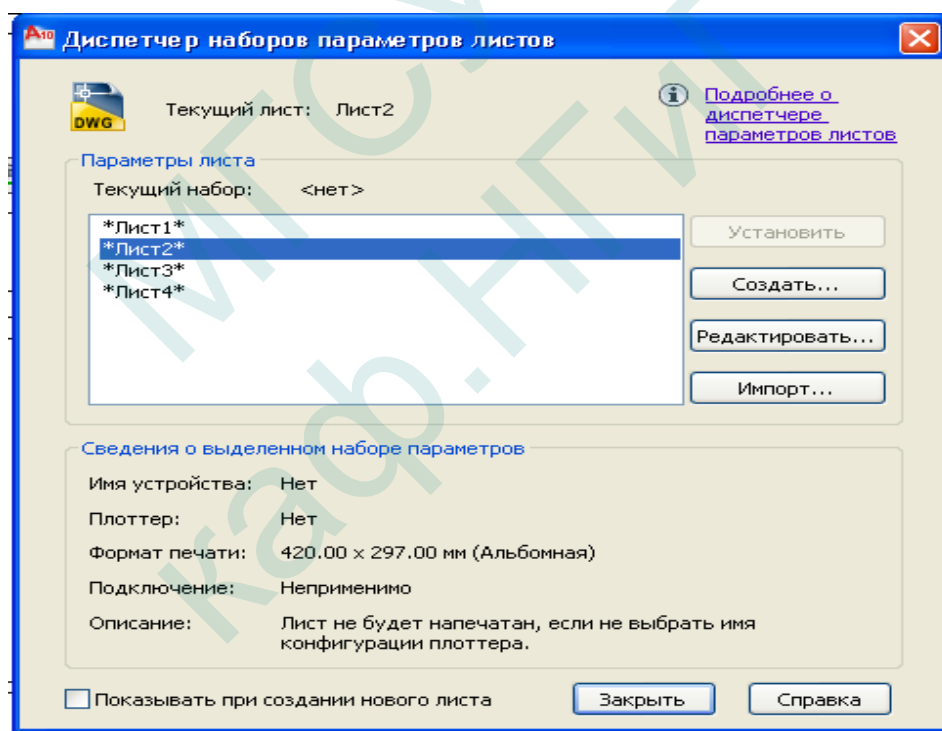 Диспетчер наборов параметров листов
DWG
Текущий лист: Лист2
Подробнее о
диспетчере
параметров листов
Параметры листа
Текущий набор: <нет>
*Лист1*
*Лист2*
*Лист3*
*Лист4*
Установить
Создать...
Редактировать...
Импорт...
Сведения о выделенном наборе параметров
Имя устройства: Нет
Плоттер: Нет
Формат печати: 420.00 x 297.00 мм (Альбомная)
Подключение: Неприменимо
Описание: Лист не будет напечатан, если не выбрать имя
конфигурации плоттера.
Показывать при создании нового листа
Закрыть
Справка
МГСУ
каф.НГиГ